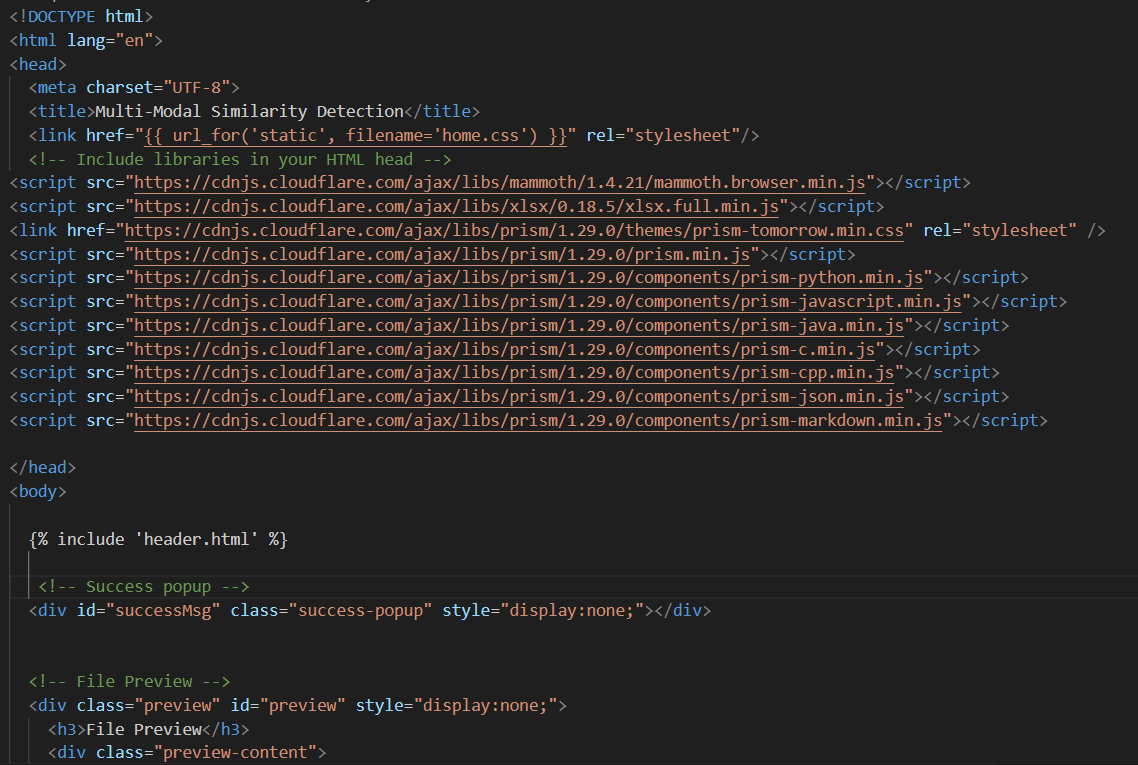 <!DOCTYPE html>
<html lang="en">
<head>
  <meta charset="UTF-8">
  <title>Multi-Modal Similarity Detection</title>
  <link href="{{ url_for('static', filename='home.css') }}" rel="stylesheet"/>
  <!-- Include libraries in your HTML head -->
<script src="https://cdnjs.cloudflare.com/ajax/libs/mammoth/1.4.21/mammoth.browser.min.js"></script>
<script src="https://cdnjs.cloudflare.com/ajax/libs/xlsx/0.18.5/xlsx.full.min.js"></script>
<link href="https://cdnjs.cloudflare.com/ajax/libs/prism/1.29.0/themes/prism-tomorrow.min.css" rel="stylesheet" />
<script src="https://cdnjs.cloudflare.com/ajax/libs/prism/1.29.0/prism.min.js"></script>
<script src="https://cdnjs.cloudflare.com/ajax/libs/prism/1.29.0/components/prism-python.min.js"></script>
<script src="https://cdnjs.cloudflare.com/ajax/libs/prism/1.29.0/components/prism-javascript.min.js"></script>
<script src="https://cdnjs.cloudflare.com/ajax/libs/prism/1.29.0/components/prism-java.min.js"></script>
<script src="https://cdnjs.cloudflare.com/ajax/libs/prism/1.29.0/components/prism-c.min.js"></script>
<script src="https://cdnjs.cloudflare.com/ajax/libs/prism/1.29.0/components/prism-cpp.min.js"></script>
<script src="https://cdnjs.cloudflare.com/ajax/libs/prism/1.29.0/components/prism-json.min.js"></script>
<script src="https://cdnjs.cloudflare.com/ajax/libs/prism/1.29.0/components/prism-markdown.min.js"></script>
</head>
<body>
  {% include 'header.html' %}
   <!-- Success popup -->
  <div id="successMsg" class="success-popup" style="display:none;"></div>
  <!-- File Preview -->
  <div class="preview" id="preview" style="display:none;">
    <h3>File Preview</h3>
    <div class="preview-content">